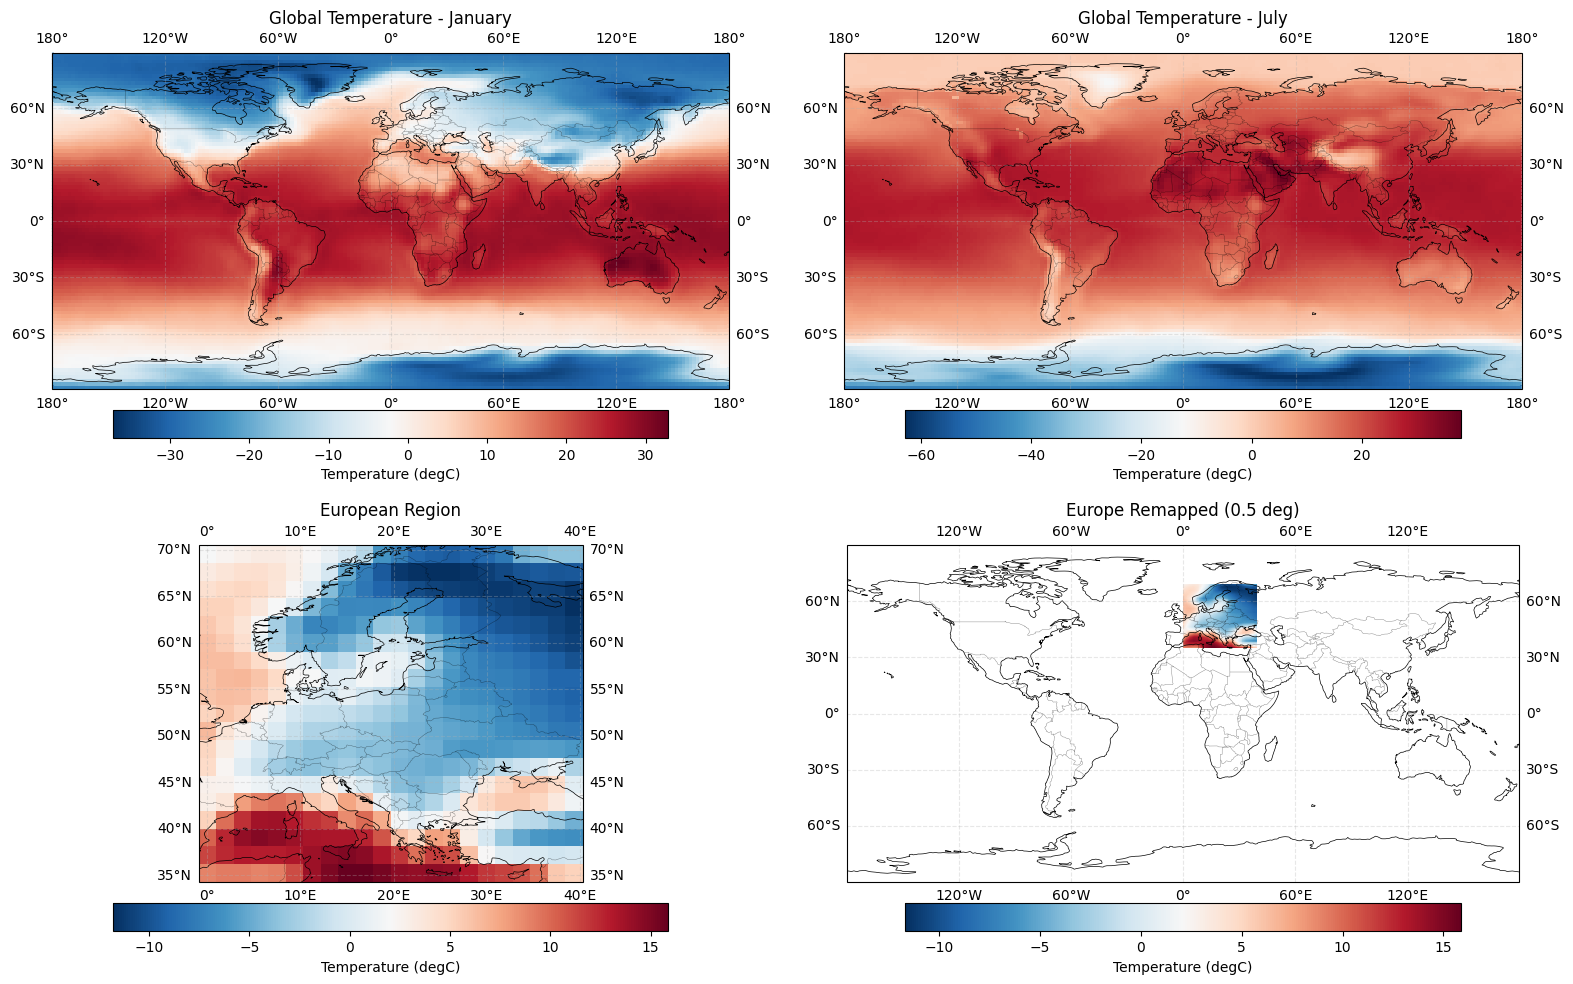 Global Temperature - January
180° 120°W 60°W 0° 60°E 120°E 180°
60°N 60°N
30°N 30°N
0° 0°
30°S 30°S
60°S 60°S
180° 120°W 60°W 0° 60°E 120°E 180°
−30 −20 −10 0 10 20 30
Temperature (degC)
Global Temperature - July
180° 120°W 60°W 0° 60°E 120°E 180°
60°N 60°N
30°N 30°N
0° 0°
30°S 30°S
60°S 60°S
180° 120°W 60°W 0° 60°E 120°E 180°
−60 −40 −20 0 20
Temperature (degC)
European Region
0° 10°E 20°E 30°E 40°E
70°N 70°N
65°N 65°N
60°N 60°N
55°N 55°N
50°N 50°N
45°N 45°N
40°N 40°N
35°N 35°N
0° 10°E 20°E 30°E 40°E
−10 −5 0 5 10 15
Temperature (degC)
Europe Remapped (0.5 deg)
120°W 60°W 0° 60°E 120°E
60°N 60°N
30°N 30°N
0° 0°
30°S 30°S
60°S 60°S
120°W 60°W 0° 60°E 120°E
−10 −5 0 5 10 15
Temperature (degC)